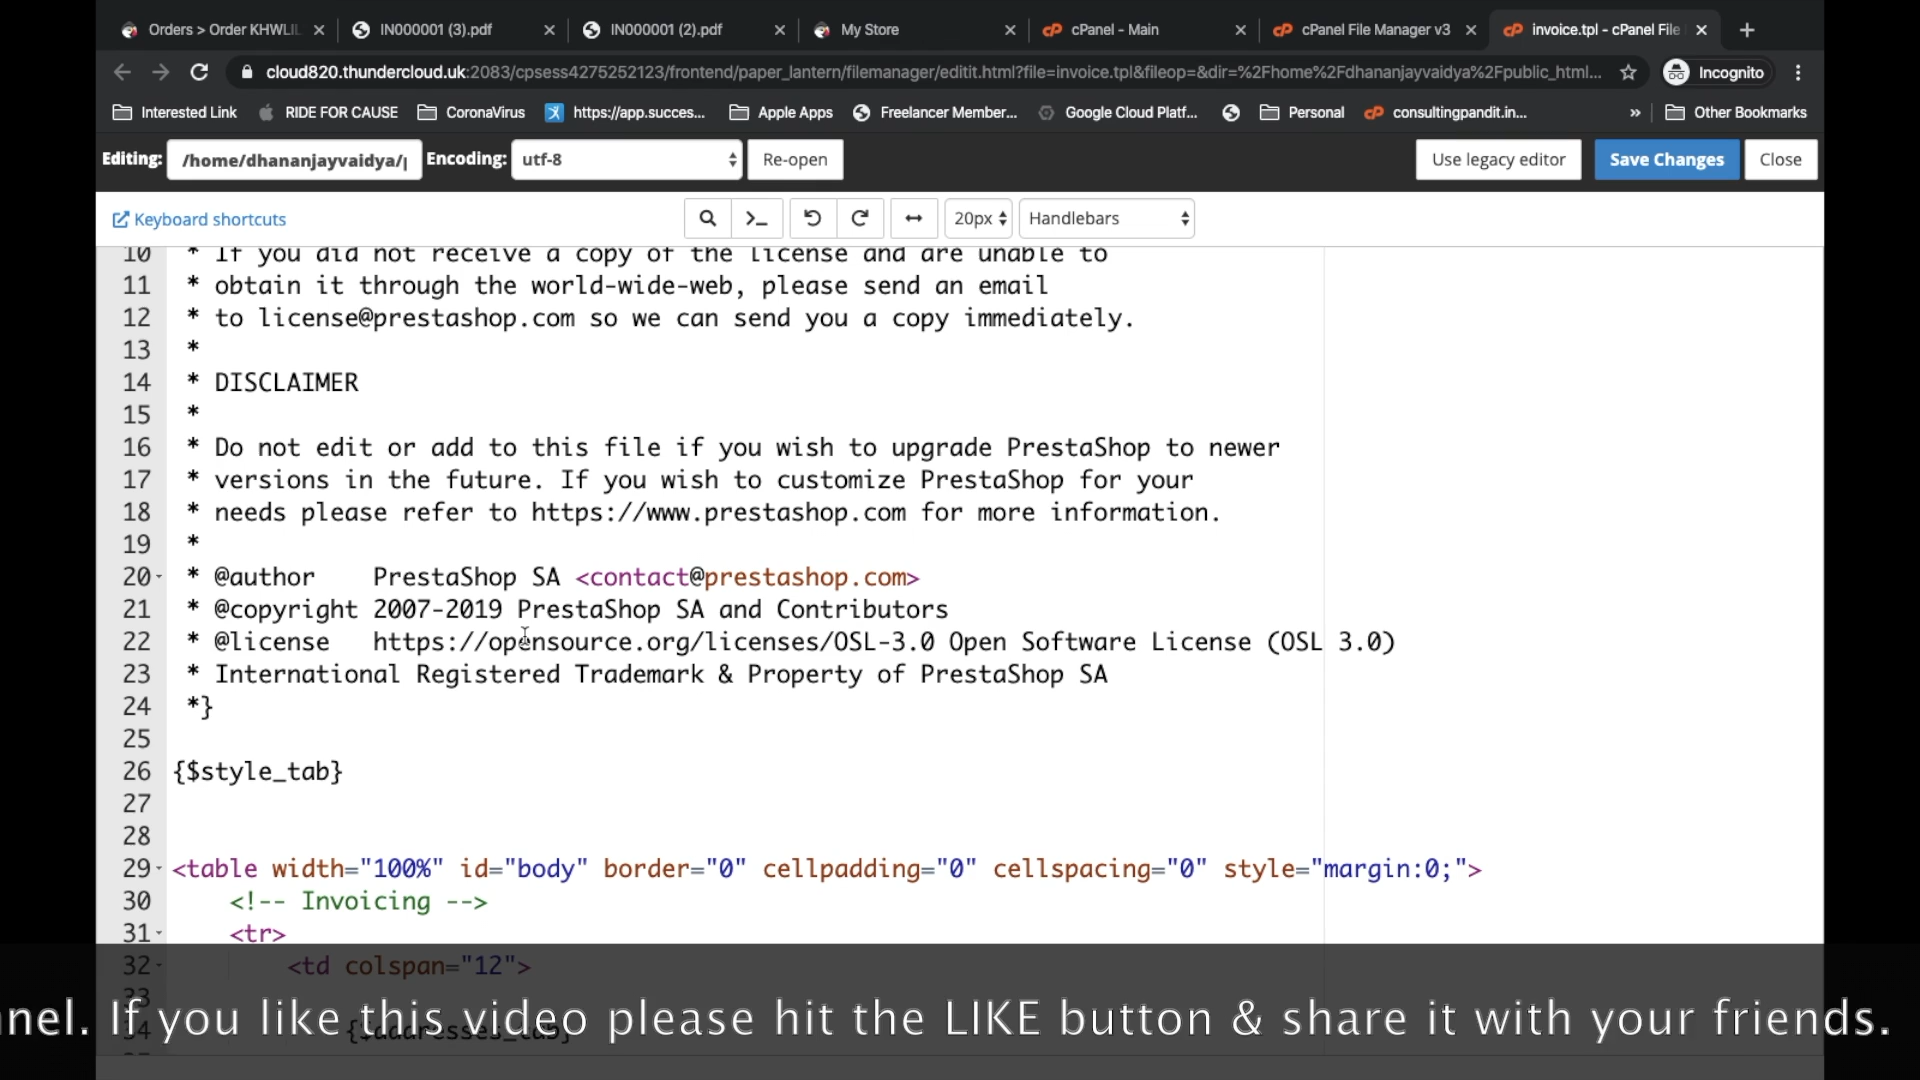 Orders > Order KHWLIL
IN000001 (3).pdf
IN000001 (2).pdf
My Store
cPanel - Main
cPanel File Manager v3
invoice.tpl - cPanel File
cloud820.thundercloud.uk:2083/cpsess4275252123/frontend/paper_lantern/filemanager/editit.html?file=invoice.tpl&fileop=&dir=%2Fhome%2Fdhananjayvaidya%2Fpublic_html...
Incognito
Interested Link
RIDE FOR CAUSE
CoronaVirus
https://app.succes...
Apple Apps
Freelancer Member...
Google Cloud Platf...
Personal
consultingpandit.in...
»
Other Bookmarks
Editing: /home/dhananjayvaidya/p Encoding: utf-8 Re-open Use legacy editor Save Changes Close
Keyboard shortcuts 20px Handlebars
10 * If you did not receive a copy of the license and are unable to
11 * obtain it through the world-wide-web, please send an email
12 * to license@prestashop.com so we can send you a copy immediately.
13 *
14 * DISCLAIMER
15 *
16 * Do not edit or add to this file if you wish to upgrade PrestaShop to newer
17 * versions in the future. If you wish to customize PrestaShop for your
18 * needs please refer to https://www.prestashop.com for more information.
19 *
20 * @author    PrestaShop SA <contact@prestashop.com>
21 * @copyright 2007-2019 PrestaShop SA and Contributors
22 * @license   https://opensource.org/licenses/OSL-3.0 Open Software License (OSL 3.0)
23 * International Registered Trademark & Property of PrestaShop SA
24 *}
25
26 {$style_tab}
27
28
29 <table width="100%" id="body" border="0" cellpadding="0" cellspacing="0" style="margin:0;">
30 <!-- Invoicing -->
31 <tr>
32 <td colspan="12">
33
34 {$addresses_tab}
nel. If you like this video please hit the LIKE button & share it with your friends.